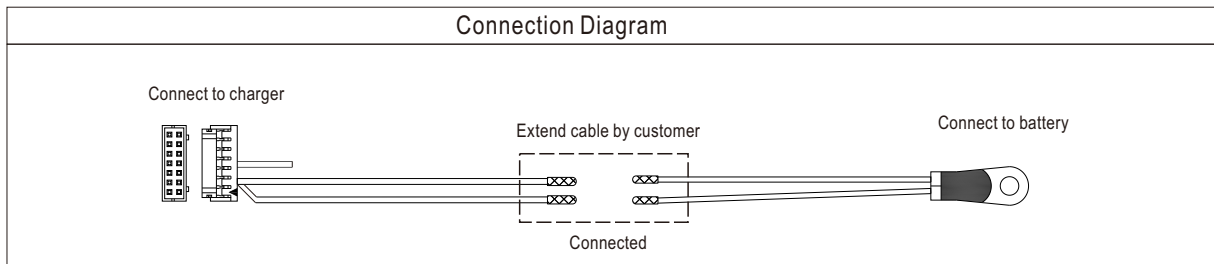 Connection Diagram
Connect to charger
Extend cable by customer
Connect to battery
Connected